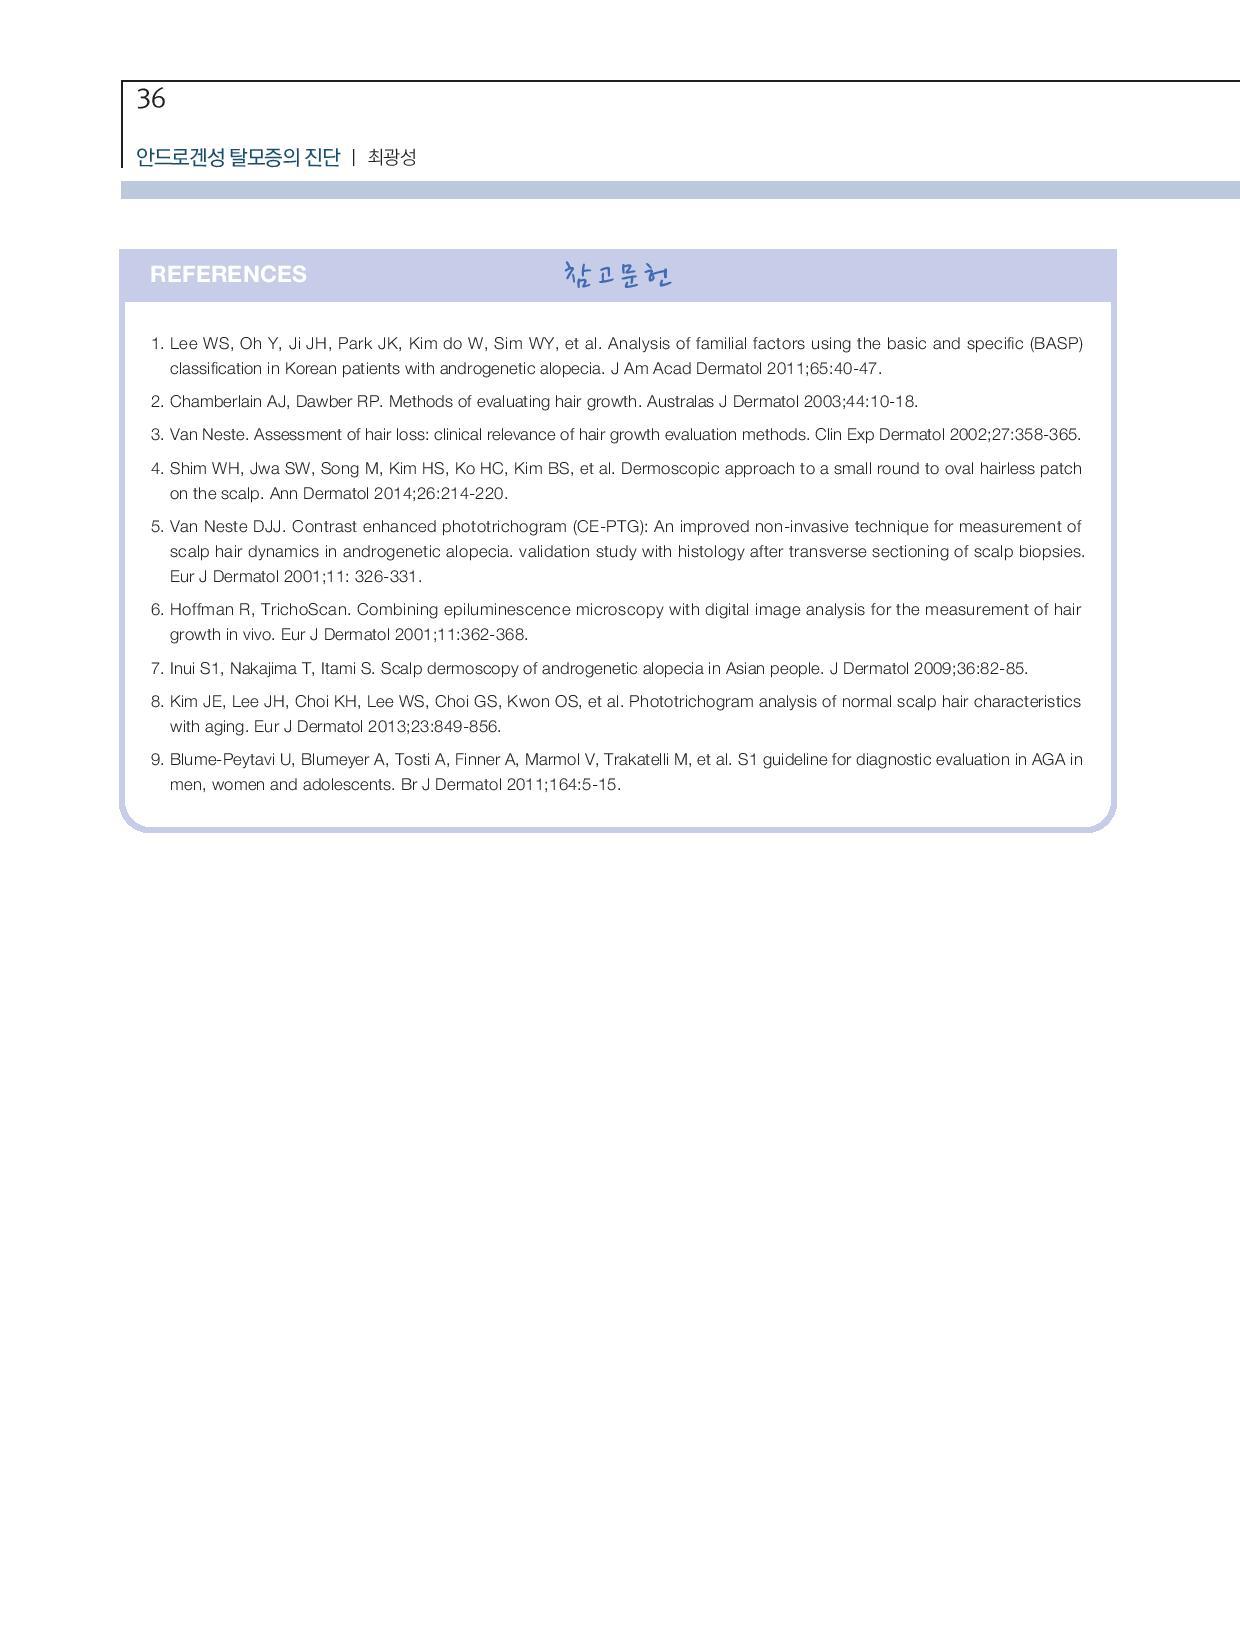 36
안드로겐성 탈모증의 진단 | 최광성
REFERENCES 참고문헌
1. Lee WS, Oh Y, Ji JH, Park JK, Kim do W, Sim WY, et al. Analysis of familial factors using the basic and specific (BASP)
classification in Korean patients with androgenetic alopecia. J Am Acad Dermatol 2011;65:40-47.
2. Chamberlain AJ, Dawber RP. Methods of evaluating hair growth. Australas J Dermatol 2003;44:10-18.
3. Van Neste. Assessment of hair loss: clinical relevance of hair growth evaluation methods. Clin Exp Dermatol 2002;27:358-365.
4. Shim WH, Jwa SW, Song M, Kim HS, Ko HC, Kim BS, et al. Dermoscopic approach to a small round to oval hairless patch
on the scalp. Ann Dermatol 2014;26:214-220.
5. Van Neste DJJ. Contrast enhanced phototrichogram (CE-PTG): An improved non-invasive technique for measurement of
scalp hair dynamics in androgenetic alopecia. validation study with histology after transverse sectioning of scalp biopsies.
Eur J Dermatol 2001;11: 326-331.
6. Hoffman R, TrichoScan. Combining epiluminescence microscopy with digital image analysis for the measurement of hair
growth in vivo. Eur J Dermatol 2001;11:362-368.
7. Inui S1, Nakajima T, Itami S. Scalp dermoscopy of androgenetic alopecia in Asian people. J Dermatol 2009;36:82-85.
8. Kim JE, Lee JH, Choi KH, Lee WS, Choi GS, Kwon OS, et al. Phototrichogram analysis of normal scalp hair characteristics
with aging. Eur J Dermatol 2013;23:849-856.
9. Blume-Peytavi U, Blumeyer A, Tosti A, Finner A, Marmol V, Trakatelli M, et al. S1 guideline for diagnostic evaluation in AGA in
men, women and adolescents. Br J Dermatol 2011;164:5-15.